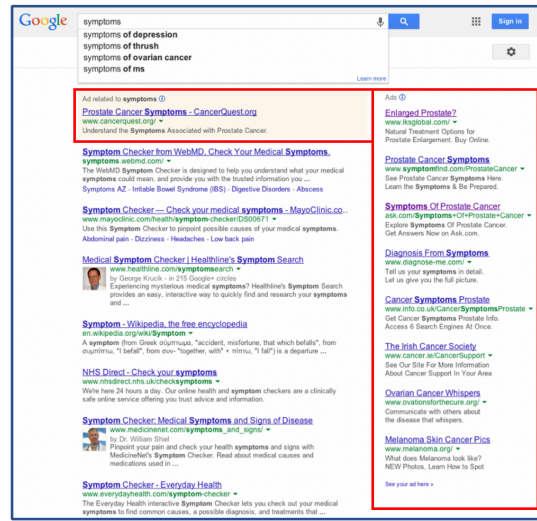 Google
symptoms
Sign in
symptoms of depression
symptoms of thrush
symptoms of ovarian cancer
symptoms of ms
Learn more
Ad related to symptoms
Prostate Cancer Symptoms - CancerQuest.org
www.cancerquest.org/
Understand the Symptoms Associated with Prostate Cancer.
Symptom Checker from WebMD. Check Your Medical Symptoms.
symptoms.webmd.com/
The WebMD Symptom Checker is designed to help you understand what your medical
symptoms could mean, and provide you with the trusted information you ...
Symptoms AZ - Irritable Bowel Syndrome (IBS) - Digestive Disorders - Abscess
Symptom Checker — Check your medical symptoms - MayoClinic.co...
www.mayoclinic.com/health/symptom-checker/DS00671
Use this Symptom Checker to pinpoint possible causes of your medical symptoms.
Abdominal pain - Dizziness - Headaches - Low back pain
Medical Symptom Checker | Healthline's Symptom Search
www.healthline.com/symptomsearch
by George Krucik - in 215 Google+ circles
Experiencing mysterious medical symptoms? Healthline's Symptom Search
provides an easy, interactive way to quickly find and research your symptoms
and ...
Symptom - Wikipedia, the free encyclopedia
en.wikipedia.org/wiki/Symptom
A symptom (from Greek σύμπτωμα, "accident, misfortune, that which befalls", from
συμπίπτω, "I befall", from συν- "together, with" + πίπτω, "I fall") is a departure ...
NHS Direct - Check your symptoms
www.nhsdirect.nhs.uk/checksymptoms
We're here 24 hours a day. Our online health and symptom checkers are a clinically
safe online service offering you trust advice and information.
Symptom Checker: Medical Symptoms and Signs of Disease
www.medicinenet.com/symptoms_and_signs/
by Dr. William Shiel
Pinpoint your pain and check your health symptoms and signs with
MedicineNet's Symptom Checker. Read about medical causes and
medications used in ...
Symptom Checker - Everyday Health
www.everydayhealth.com/symptom-checker
The Everyday Health interactive Symptom Checker lets you check out your medical
symptoms to find common causes, a possible diagnosis, and treatments that ...
Ads
Enlarged Prostate?
www.iksglobal.com/
Natural Treatment Options for
Prostate Enlargement. Buy Online.
Prostate Cancer Symptoms
www.symptomfind.com/ProstateCancer
See Prostate Cancer Symptoms Here.
Learn the Symptoms & Be Prepared.
Symptoms Of Prostate Cancer
ask.com/Symptoms+Of+Prostate+Cancer
Explore Symptoms Of Prostate Cancer.
Get Answers Now on Ask.com.
Diagnosis From Symptoms
www.diagnose-me.com/
Tell us your symptoms in detail.
Let us give you the full picture.
Cancer Symptoms Prostate
www.info.co.uk/CancerSymptomsProstate
Get Cancer Symptoms Prostate Info.
Access 6 Search Engines At Once.
The Irish Cancer Society
www.cancer.ie/CancerSupport
See Our Site For More Information
About Cancer Support In Your Area
Ovarian Cancer Whispers
www.ovationsforthecure.org/
Communicate with others about
the disease that whispers.
Melanoma Skin Cancer Pics
www.melanoma.org/
What does Melanoma look like?
NEW Photos, Learn How to Spot
See your ad here »